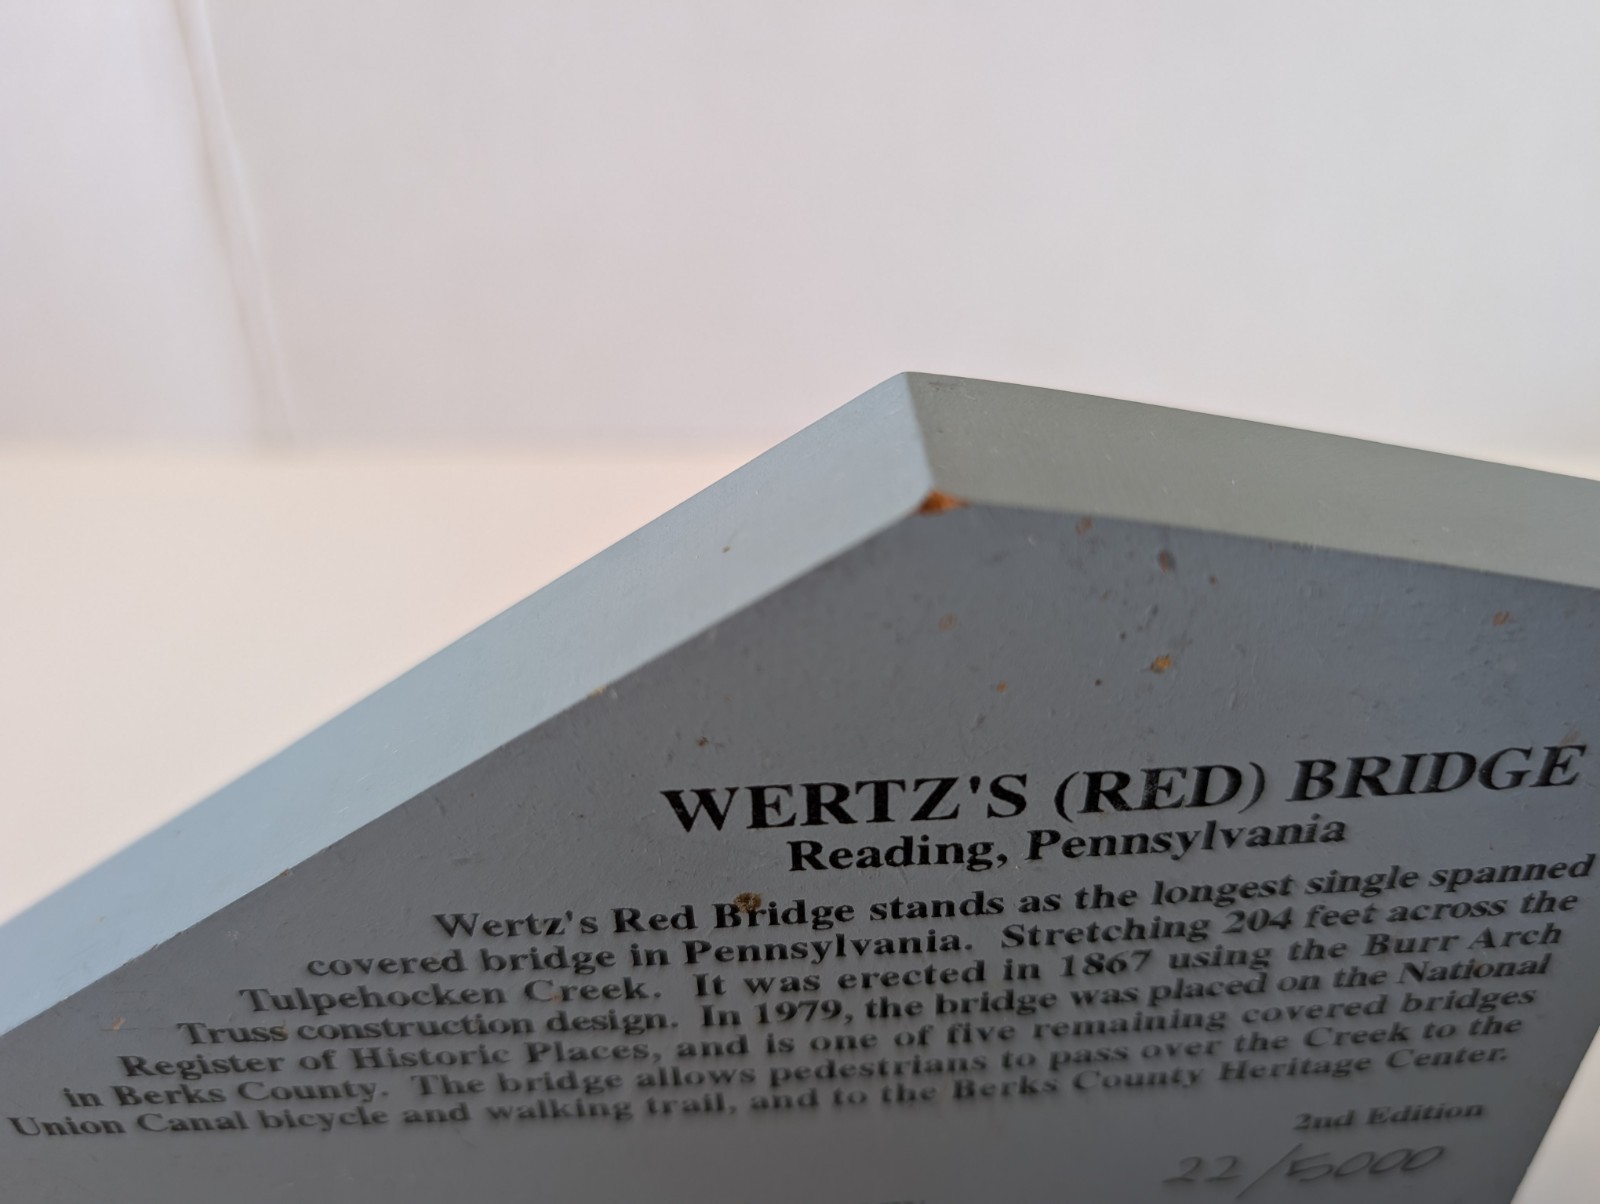 WERTZ'S (RED) BRIDGE
Reading, Pennsylvania
Wertz's Red Bridge stands as the longest single spanned
covered bridge in Pennsylvania. Stretching 204 feet across the
Tulpehocken Creek. It was erected in 1867 using the Burr Arch
Truss construction design. In 1979, the bridge was placed on the National
Register of Historic Places, and is one of five remaining covered bridges
in Berks County. The bridge allows pedestrians to pass over the Creek to the
Union Canal bicycle and walking trail, and to the Berks County Heritage Center.
2nd Edition
22/5000